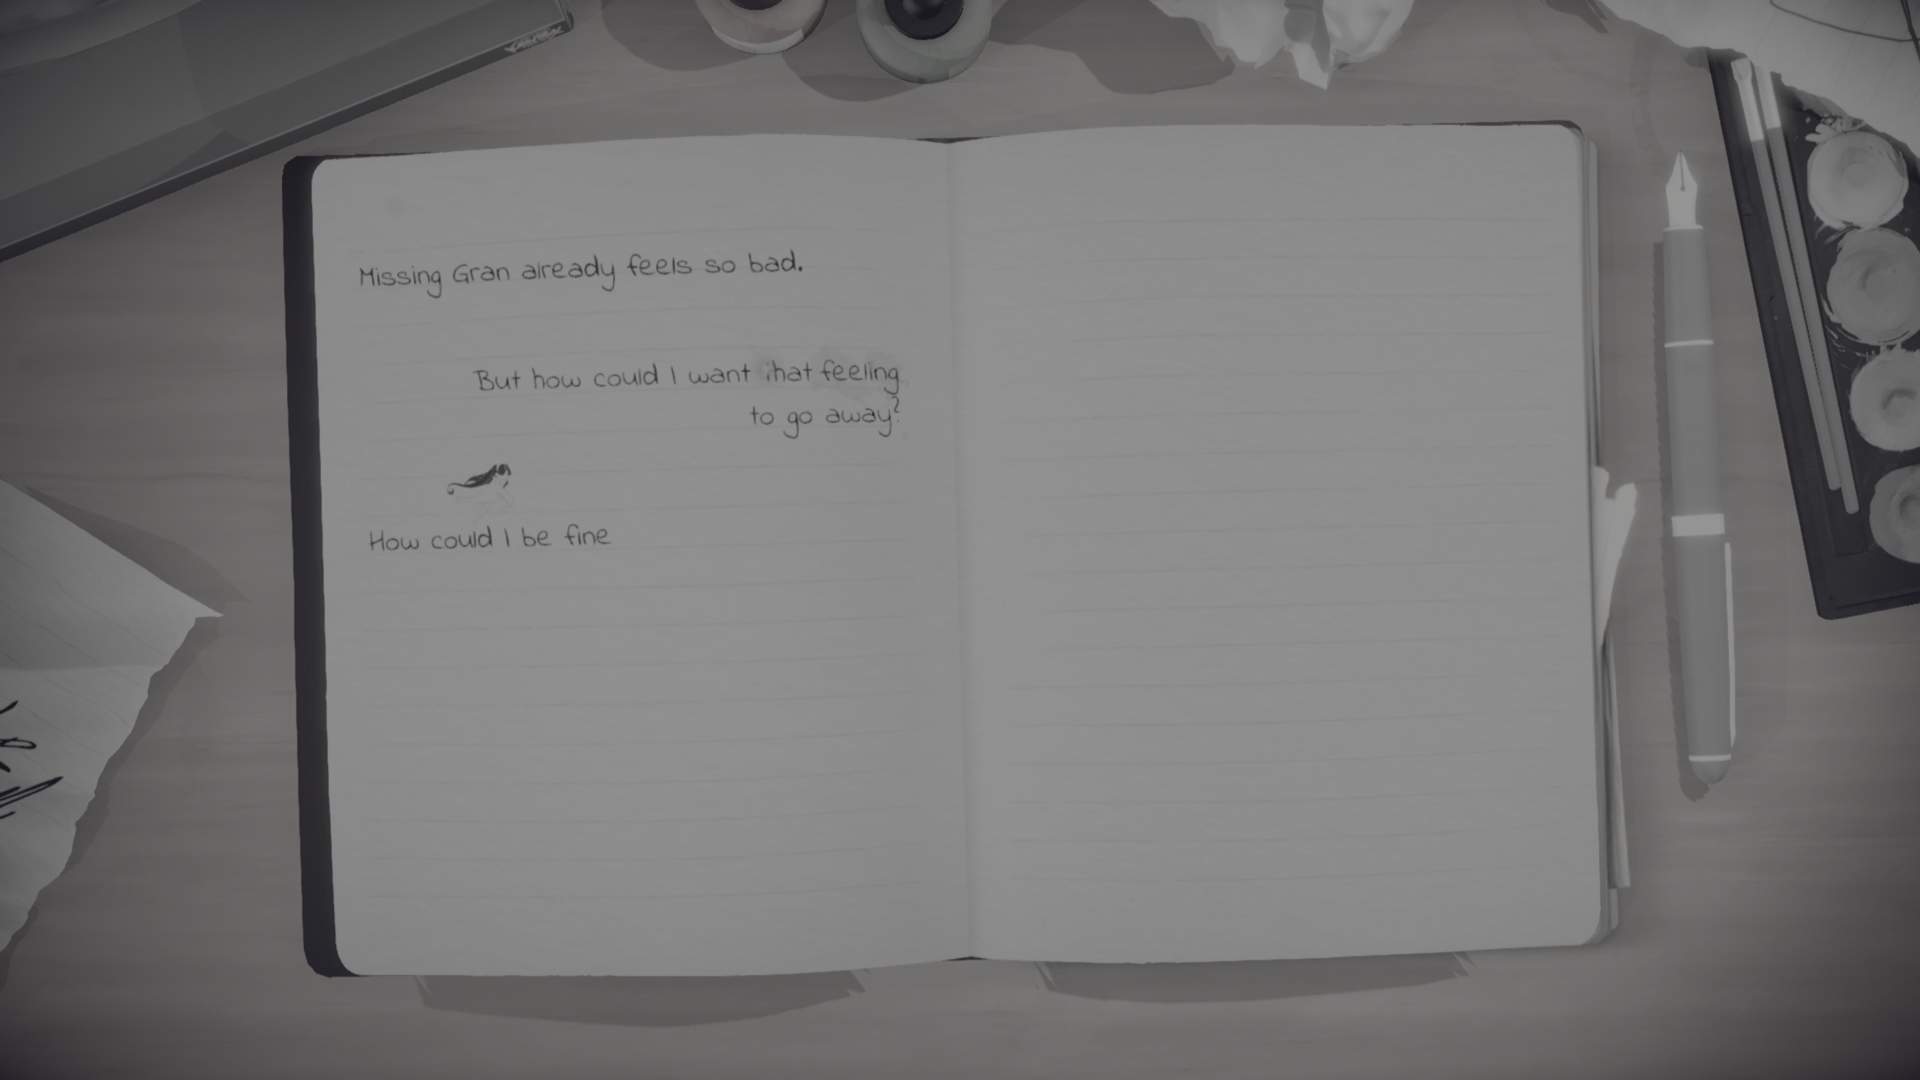 Missing Gran already feels so bad.
But how could I want that feeling
to go away?
How could I be fine